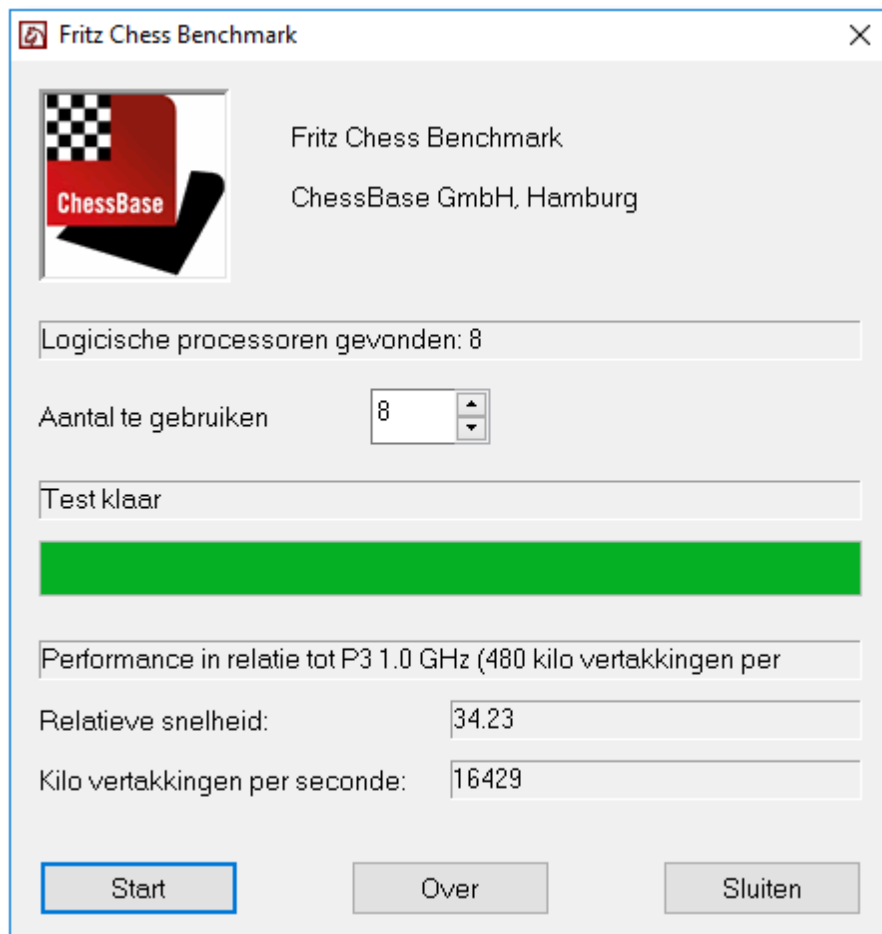 Fritz Chess Benchmark
ChessBase
Fritz Chess Benchmark
ChessBase GmbH, Hamburg
Logicische processoren gevonden: 8
Aantal te gebruiken 8
Test klaar
Performance in relatie tot P3 1.0 GHz (480 kilo vertakkingen per
Relatieve snelheid: 34.23
Kilo vertakkingen per seconde: 16429
Start Over Sluiten